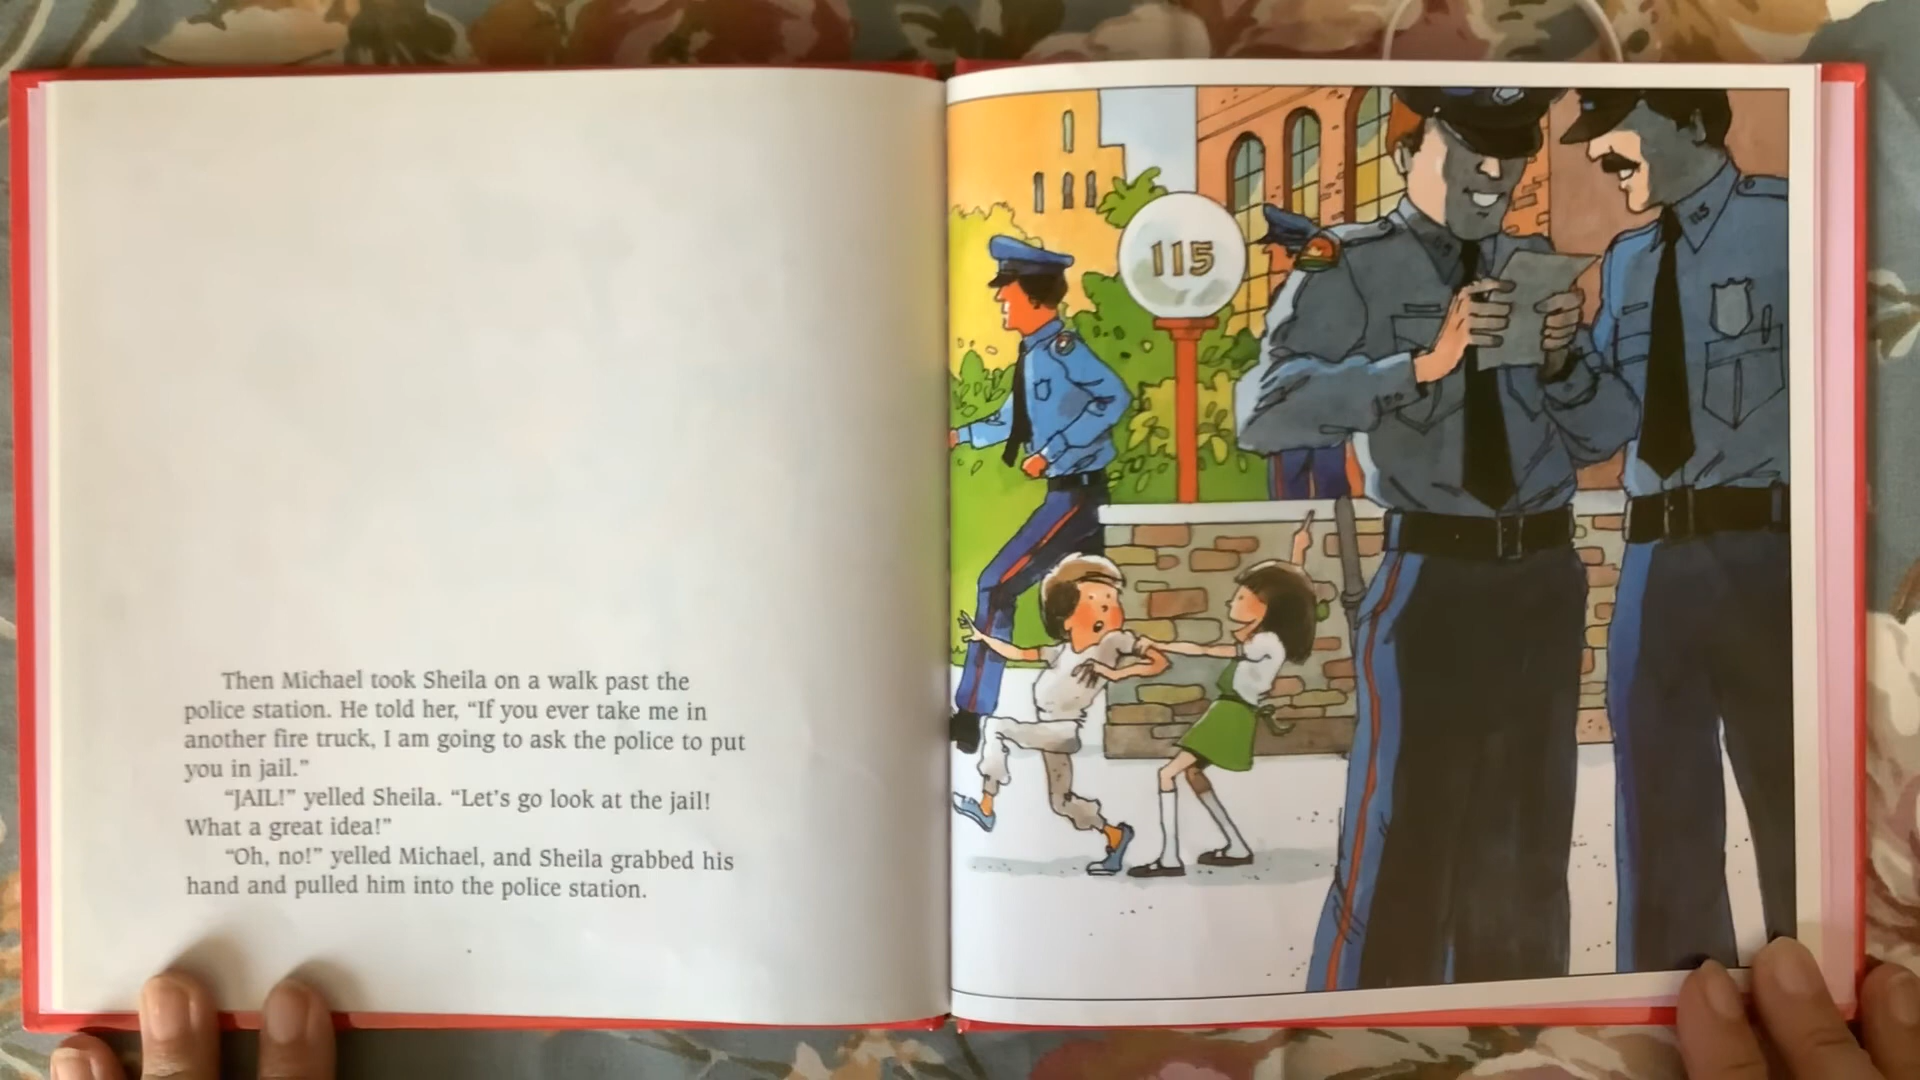 Then Michael took Sheila on a walk past the
police station. He told her, “If you ever take me in
another fire truck, I am going to ask the police to put
you in jail.”
“JAIL!” yelled Sheila. “Let’s go look at the jail!
What a great idea!”
“Oh, no!” yelled Michael, and Sheila grabbed his
hand and pulled him into the police station.
115
115